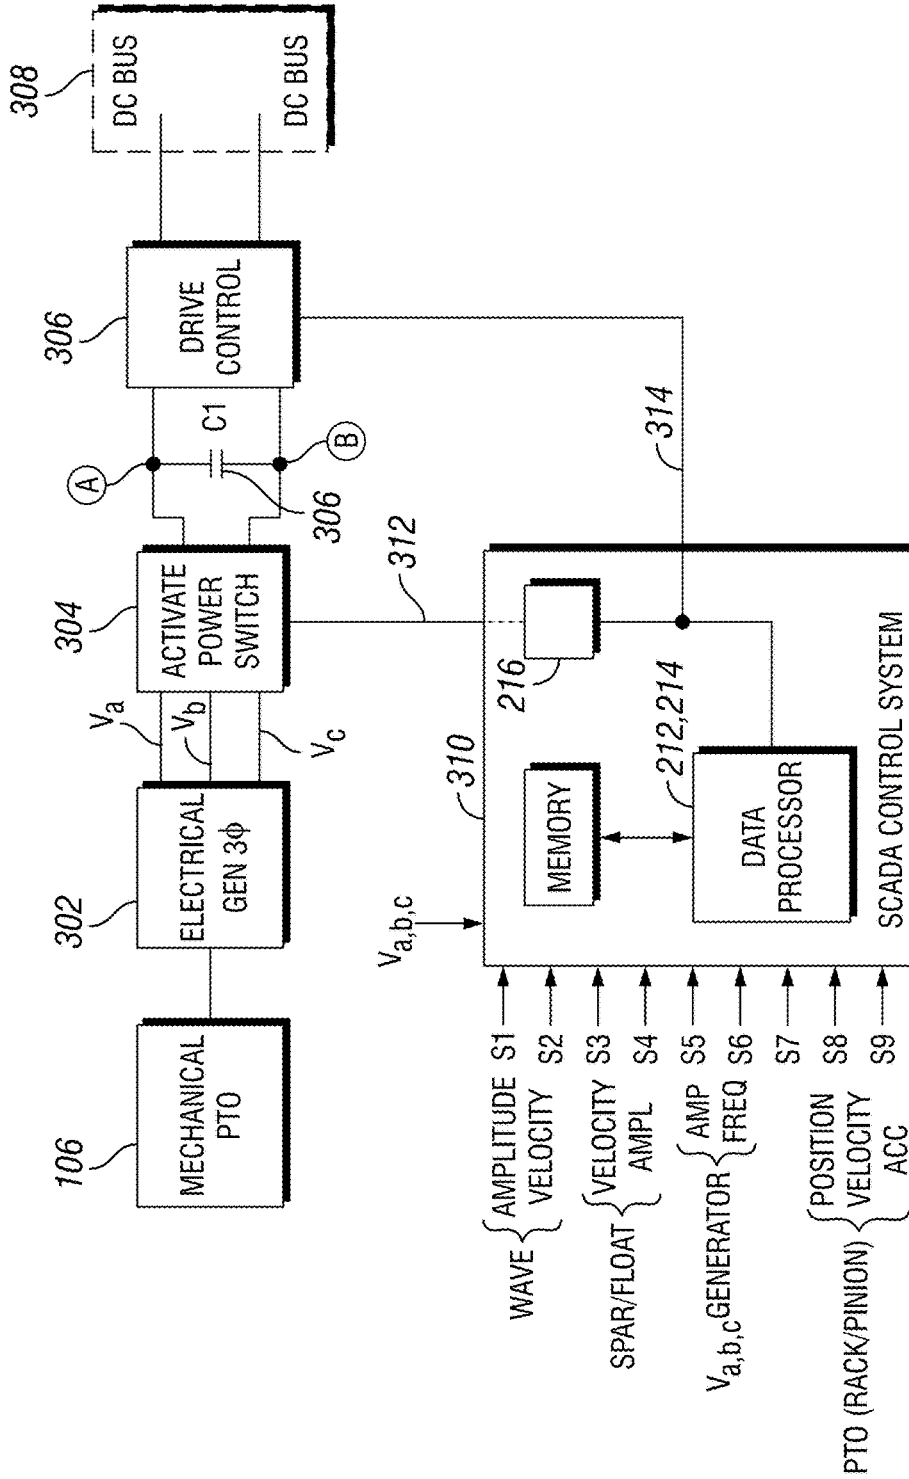 106
MECHANICAL
PTO
302
ELECTRICAL
GEN 3ϕ
Va
Vb
Vc
304
ACTIVATE
POWER
SWITCH
A
C1
306
B
306
DRIVE
CONTROL
308
DC BUS
DC BUS
312
314
310
Va,b,c
216
MEMORY
212,214
DATA
PROCESSOR
SCADA CONTROL SYSTEM
WAVE
AMPLITUDE S1
VELOCITY S2
SPAR/FLOAT
VELOCITY S3
AMPL S4
Va,b,c GENERATOR
AMP S5
FREQ S6
PTO (RACK/PINION)
POSITION S7
VELOCITY S8
ACC S9